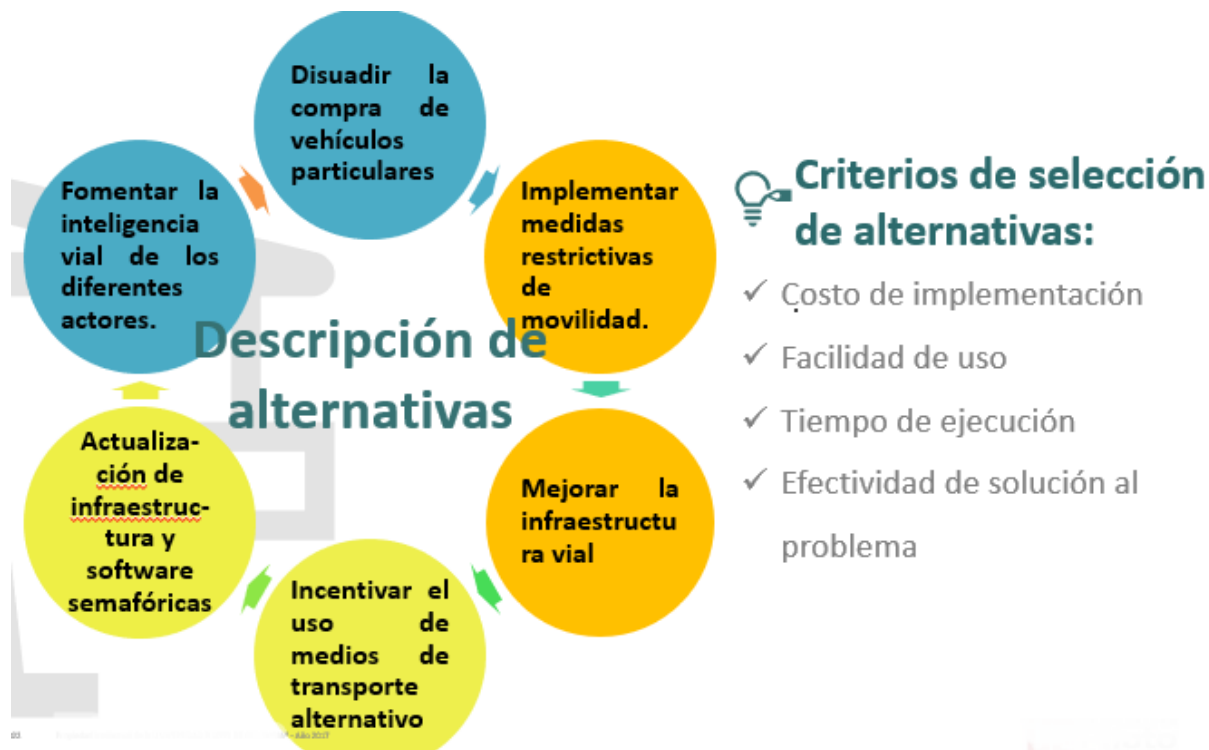 Disuadir la
compra de
vehículos
particulares
Fomentar la
inteligencia
vial de los
diferentes
actores.
Implementar
medidas
restrictivas
de
movilidad.
Descripción de
alternativas
Actualiza-
ción de
infraestruc-
tura y
software
semafóricas
Mejorar la
infraestructu
ra vial
Incentivar el
uso de
medios de
transporte
alternativo
Criterios de selección
de alternativas:
Costo de implementación
Facilidad de uso
Tiempo de ejecución
Efectividad de solución al
problema
- Año 2017